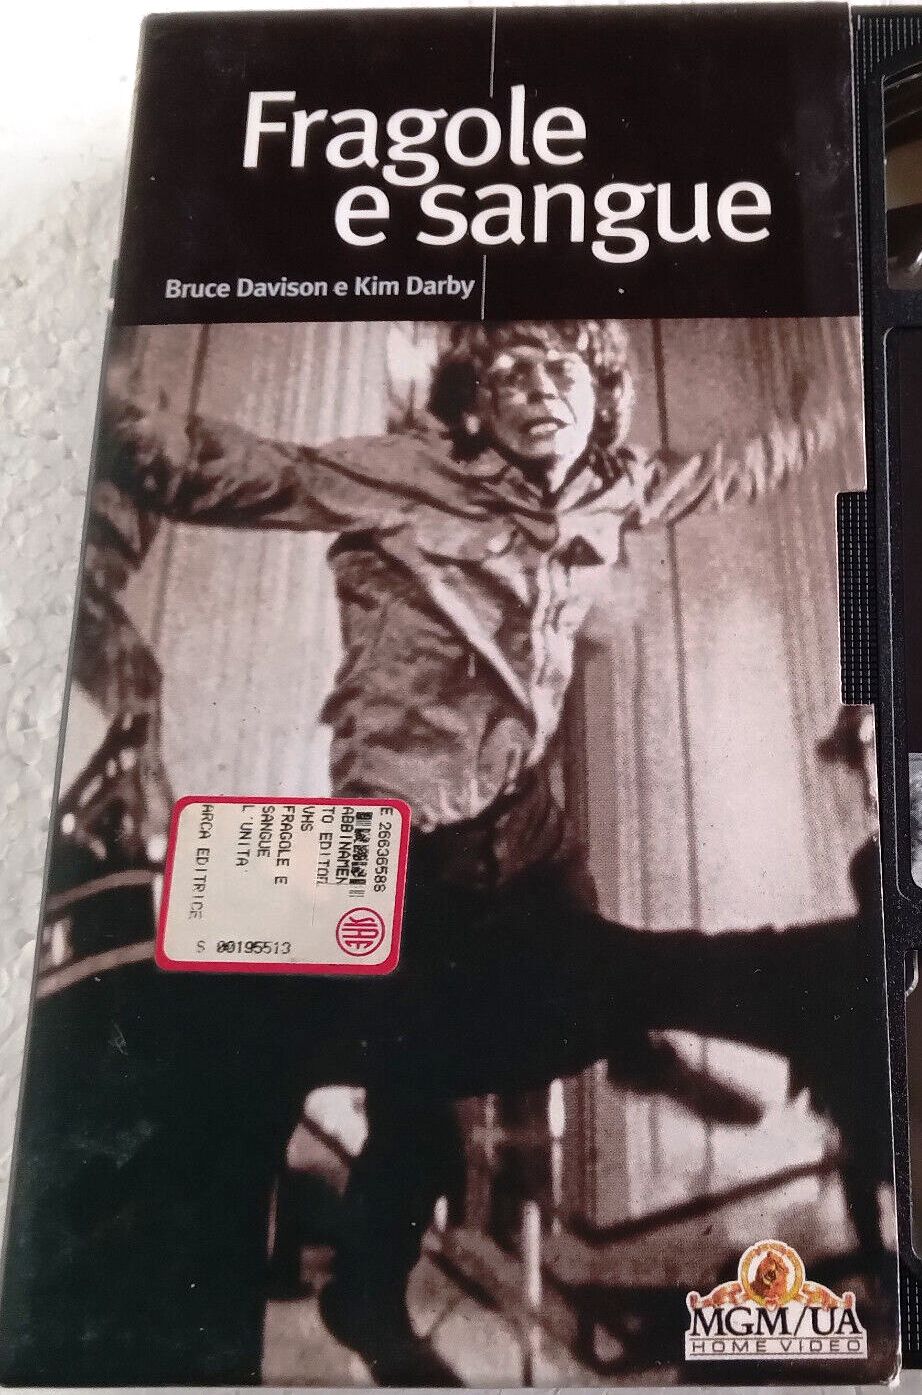 Fragole
e sangue
Bruce Davison e Kim Darby
E 26636588
ABBINAMEN
TO EDITOR
VHS
FRAGOLE E
SANGUE
L'UNITA'
ARCA EDITRICE
S 00195513
SIAE
MGM/UA
HOME VIDEO